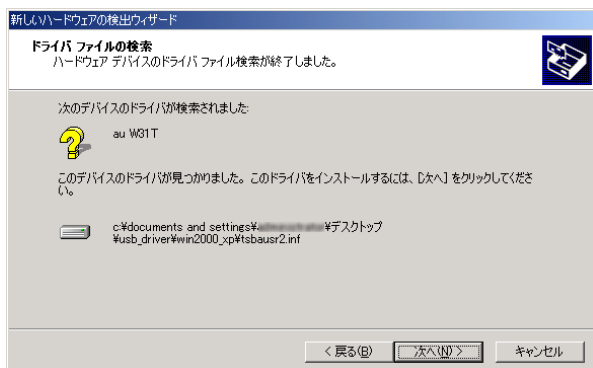 新しいハードウェアの検出ウィザード
ドライバ ファイルの検索
ハードウェア デバイスのドライバ ファイル検索が終了しました。
次のデバイスのドライバが検索されました:
au W31T
このデバイスのドライバが見つかりました。このドライバをインストールするには、[次へ] をクリックしてくださ
い。
c:¥documents and settings¥ ¥デスクトップ
¥usb_driver¥win2000_xp¥tsbausr2.inf
< 戻る(B)
次へ(N) >
キャンセル